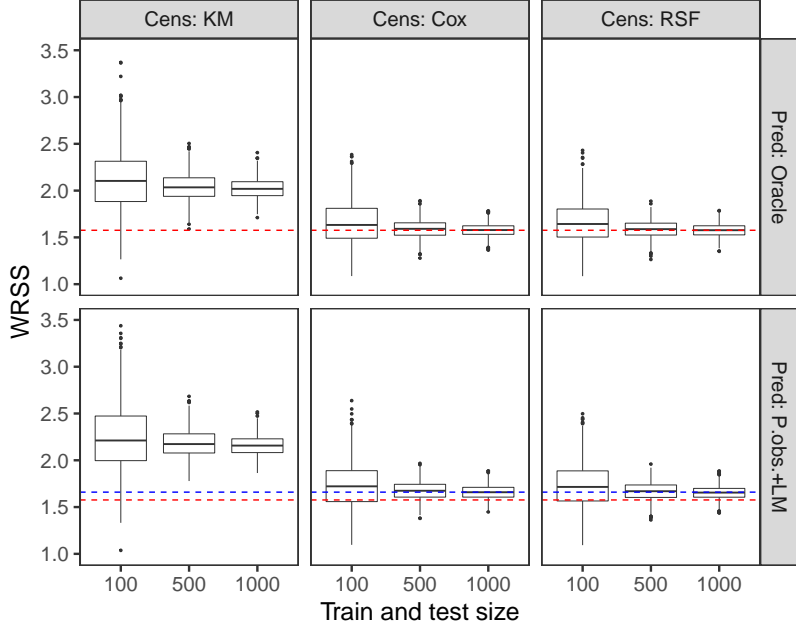 Cens: KM
Cens: Cox
Cens: RSF
3.5
3.0
2.5
2.0
1.5
1.0
Pred: Oracle
WRSS
3.5
3.0
2.5
2.0
1.5
1.0
Pred: P.obs.+LM
100 500 1000
100 500 1000
100 500 1000
Train and test size